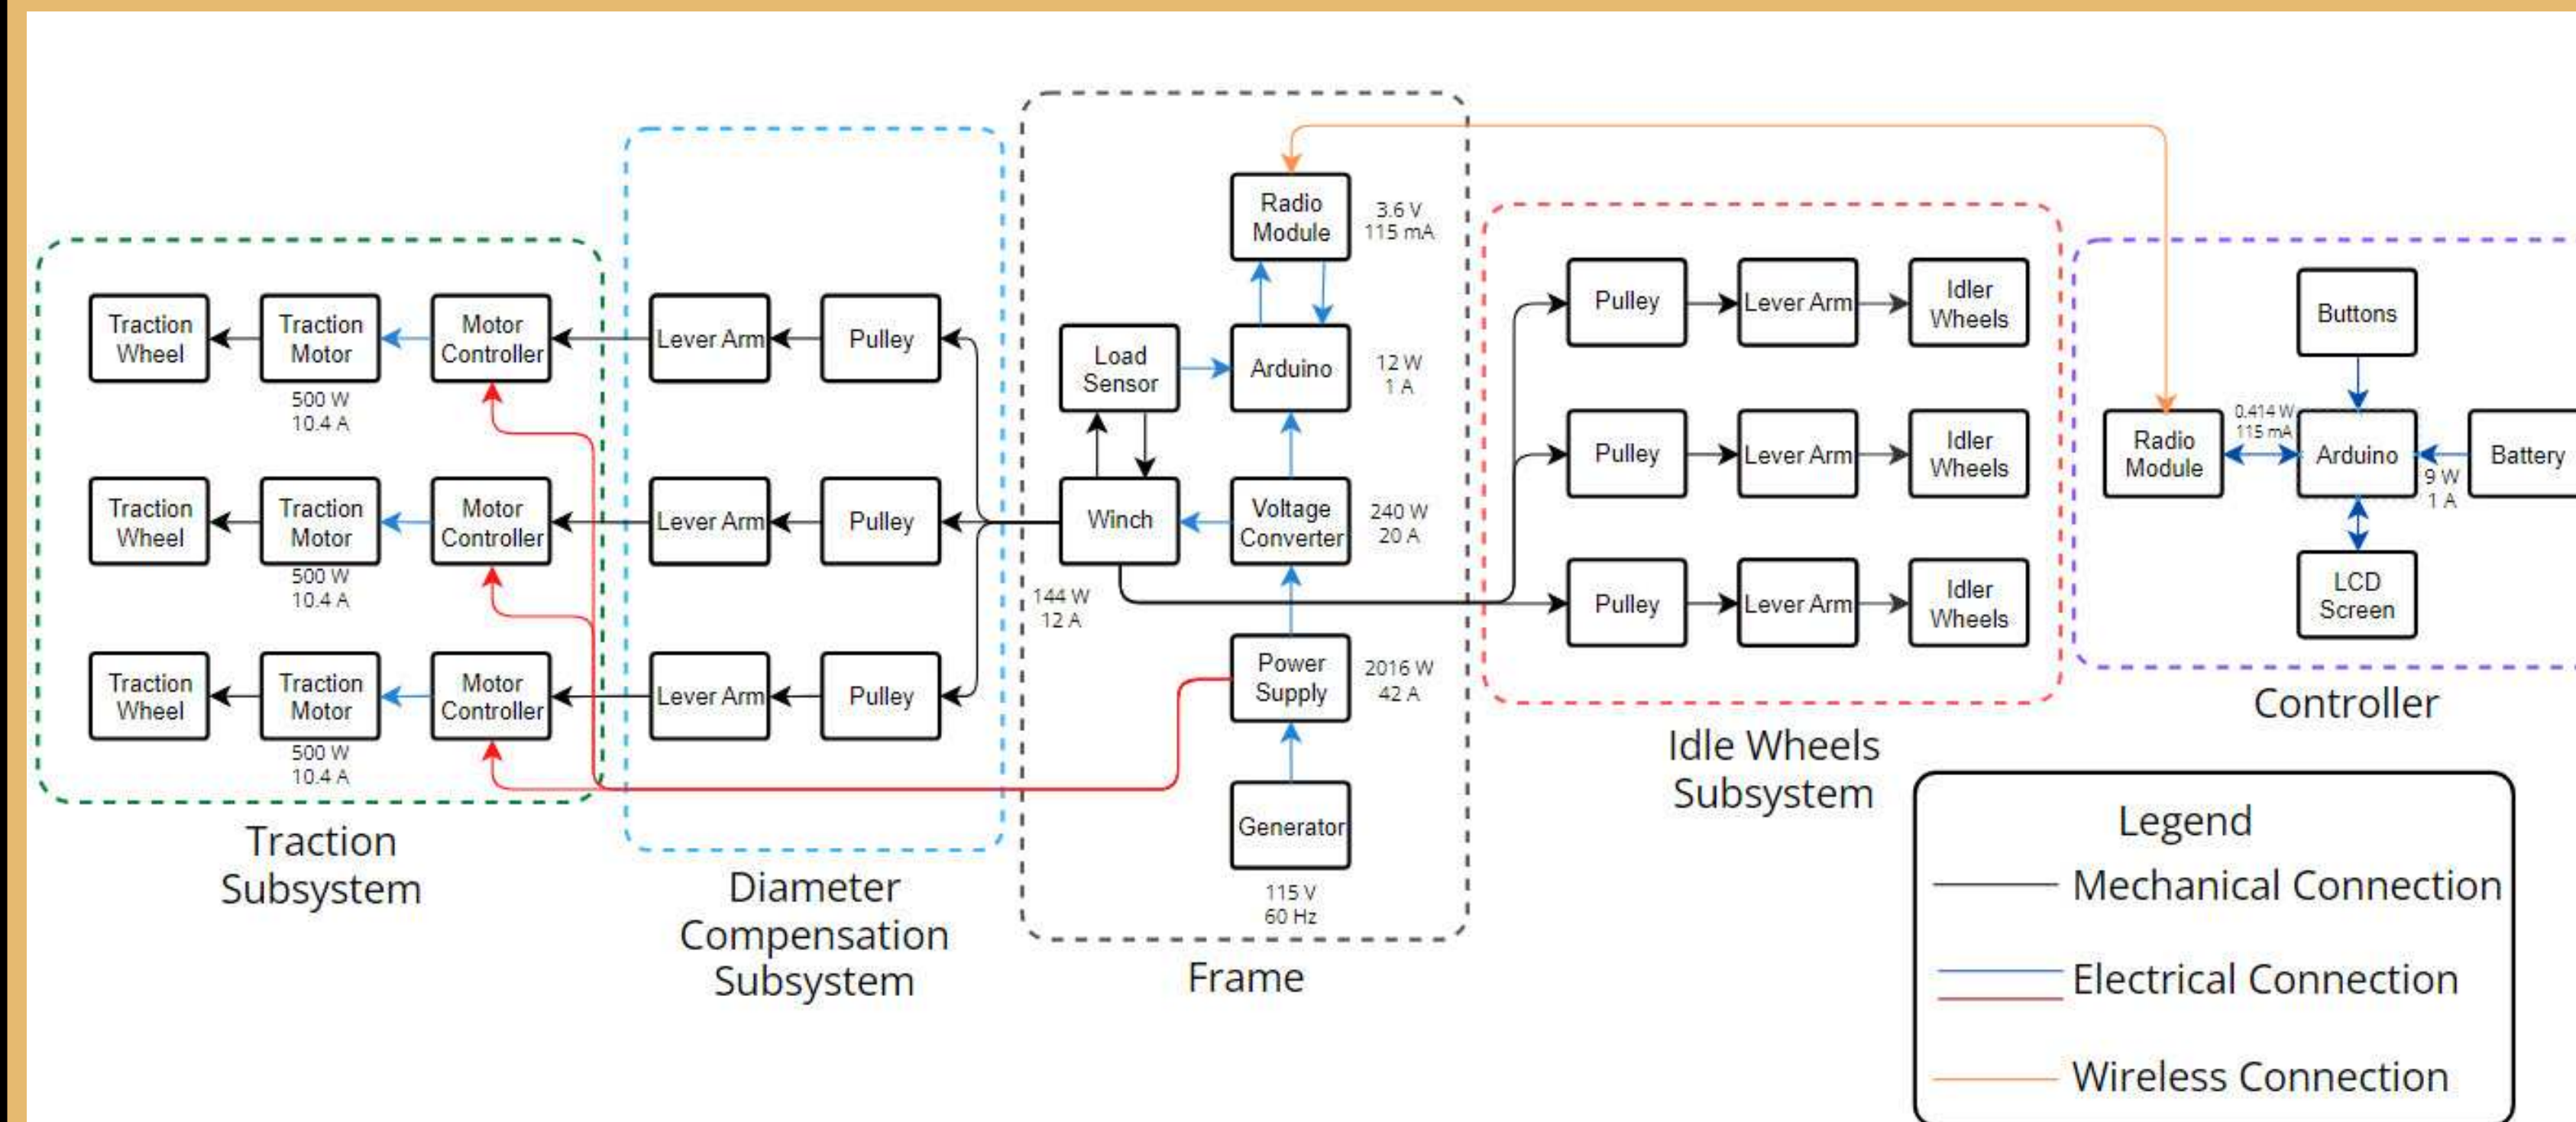 Traction
Wheel
Traction
Motor
500 W
10.4 A
Motor
Controller
Traction
Wheel
Traction
Motor
500 W
10.4 A
Motor
Controller
Traction
Wheel
Traction
Motor
500 W
10.4 A
Motor
Controller
Traction
Subsystem
Lever Arm
Pulley
Lever Arm
Pulley
Lever Arm
Pulley
Diameter
Compensation
Subsystem
Radio
Module
3.6 V
115 mA
Load
Sensor
Arduino
12 W
1 A
Winch
144 W
12 A
Voltage
Converter
240 W
20 A
Power
Supply
2016 W
42 A
Generator
115 V
60 Hz
Frame
Pulley
Lever Arm
Idler
Wheels
Pulley
Lever Arm
Idler
Wheels
Pulley
Lever Arm
Idler
Wheels
Idle Wheels
Subsystem
Buttons
Radio
Module
0.414 W
115 mA
Arduino
9 W
1 A
Battery
LCD
Screen
Controller
Legend
Mechanical Connection
Electrical Connection
Wireless Connection